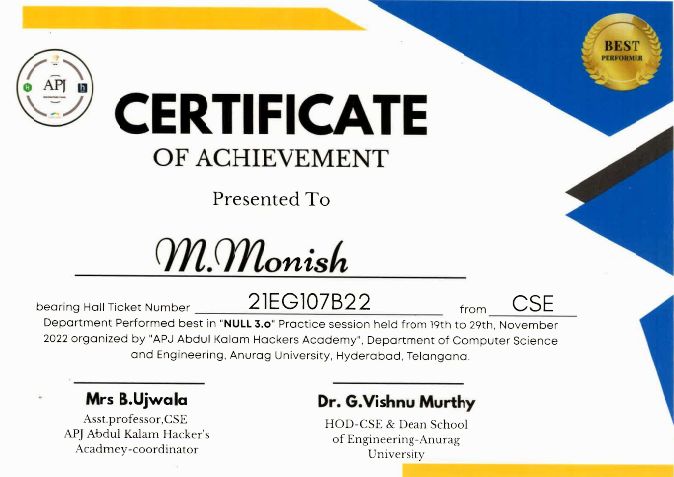 BEST
PERFORMER
APJ
h
CERTIFICATE
OF ACHIEVEMENT
Presented To
M.Monish
bearing Hall Ticket Number 21EG107B22 from CSE
Department Performed best in "NULL 3.o" Practice session held from 19th to 29th, November
2022 organized by "APJ Abdul Kalam Hackers Academy", Department of Computer Science
and Engineering, Anurag University, Hyderabad, Telangana.
Mrs B.Ujwala
Asst.professor,CSE
APJ Abdul Kalam Hacker's
Acadmey-coordinator
Dr. G.Vishnu Murthy
HOD-CSE & Dean School
of Engineering-Anurag
University